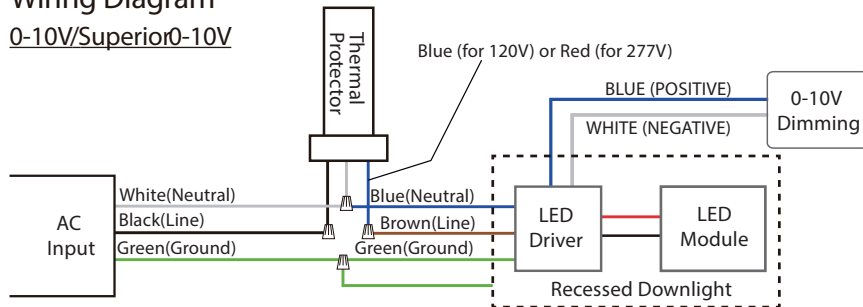 Wiring Diagram
0-10V/Superior0-10V
Thermal
Protector
Blue (for 120V) or Red (for 277V)
BLUE (POSITIVE)
WHITE (NEGATIVE)
0-10V
Dimming
AC
Input
White(Neutral)
Black(Line)
Green(Ground)
Blue(Neutral)
Brown(Line)
Green(Ground)
LED
Driver
LED
Module
Recessed Downlight